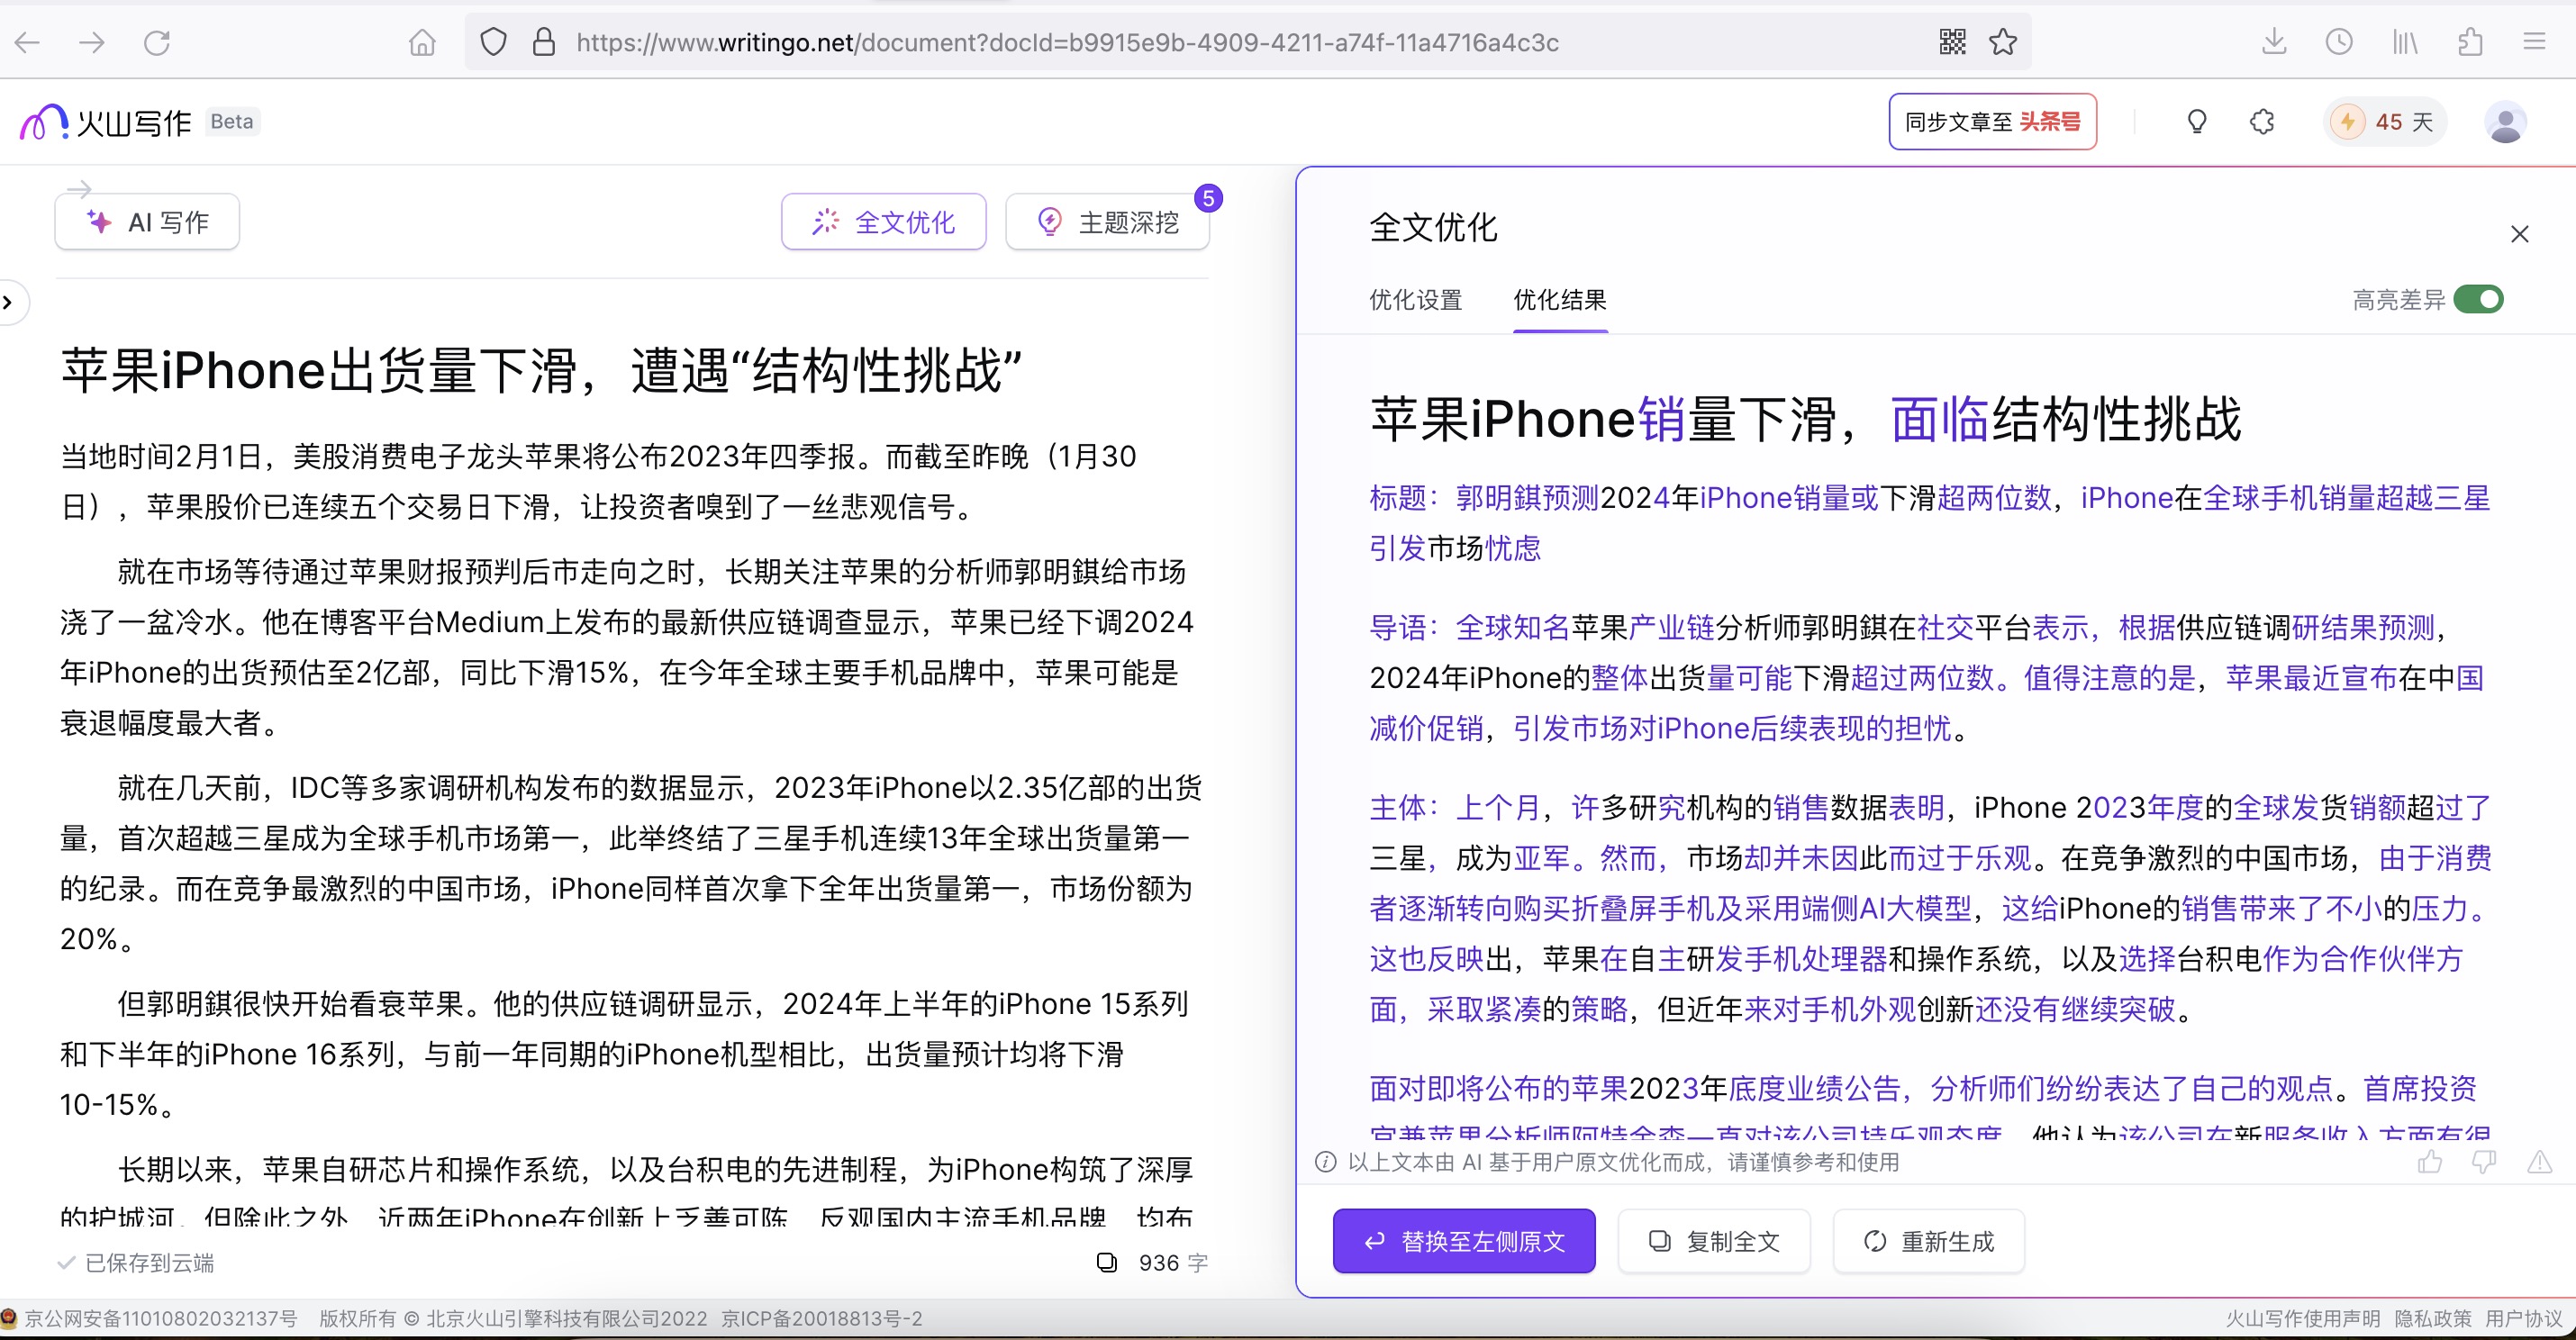 https://www.writingo.net/document?docId=b9915e9b-4909-4211-a74f-11a4716a4c3c
火山写作 Beta
同步文章至 头条号
45 天
AI 写作
全文优化
主题深挖
5
苹果iPhone出货量下滑，遭遇“结构性挑战”
当地时间2月1日，美股消费电子龙头苹果将公布2023年四季报。而截至昨晚（1月30
日），苹果股价已连续五个交易日下滑，让投资者嗅到了一丝悲观信号。
就在市场等待通过苹果财报预判后市走向之时，长期关注苹果的分析师郭明錤给市场
浇了一盆冷水。他在博客平台Medium上发布的最新供应链调查显示，苹果已经下调2024
年iPhone的出货预估至2亿部，同比下滑15%，在今年全球主要手机品牌中，苹果可能是
衰退幅度最大者。
就在几天前，IDC等多家调研机构发布的数据显示，2023年iPhone以2.35亿部的出货
量，首次超越三星成为全球手机市场第一，此举终结了三星手机连续13年全球出货量第一
的纪录。而在竞争最激烈的中国市场，iPhone同样首次拿下全年出货量第一，市场份额为
20%。
但郭明錤很快开始看衰苹果。他的供应链调研显示，2024年上半年的iPhone 15系列
和下半年的iPhone 16系列，与前一年同期的iPhone机型相比，出货量预计均将下滑
10-15%。
长期以来，苹果自研芯片和操作系统，以及台积电的先进制程，为iPhone构筑了深厚
的护城河，但除此之外，近两年iPhone在创新上乏善可陈，反观国内主流手机品牌，均布
已保存到云端
936 字
全文优化
优化设置
优化结果
高亮差异
苹果iPhone销量下滑，面临结构性挑战
标题：郭明錤预测2024年iPhone销量或下滑超两位数，iPhone在全球手机销量超越三星
引发市场忧虑
导语：全球知名苹果产业链分析师郭明錤在社交平台表示，根据供应链调研结果预测，
2024年iPhone的整体出货量可能下滑超过两位数。值得注意的是，苹果最近宣布在中国
减价促销，引发市场对iPhone后续表现的担忧。
主体：上个月，许多研究机构的销售数据表明，iPhone 2023年度的全球发货销额超过了
三星，成为亚军。然而，市场却并未因此而过于乐观。在竞争激烈的中国市场，由于消费
者逐渐转向购买折叠屏手机及采用端侧AI大模型，这给iPhone的销售带来了不小的压力。
这也反映出，苹果在自主研发手机处理器和操作系统，以及选择台积电作为合作伙伴方
面，采取紧凑的策略，但近年来对手机外观创新还没有继续突破。
面对即将公布的苹果2023年底度业绩公告，分析师们纷纷表达了自己的观点。首席投资
官兼苹果分析师阿特金森一直对该公司持乐观态度，他认为该公司在新服务收入方面有很
以上文本由 AI 基于用户原文优化而成，请谨慎参考和使用
替换至左侧原文
复制全文
重新生成
京公网安备11010802032137号 版权所有 © 北京火山引擎科技有限公司2022 京ICP备20018813号-2
火山写作使用声明 隐私政策 用户协议